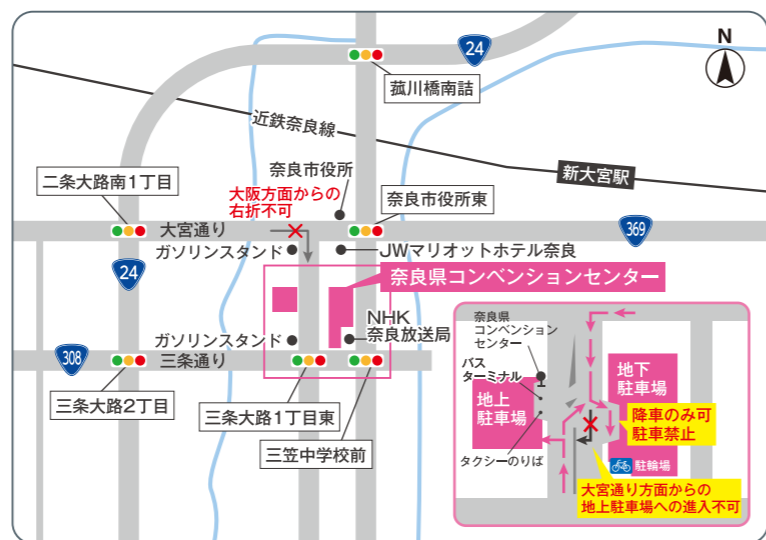 24
N
菰川橋南詰
近鉄奈良線
新大宮駅
奈良市役所
二条大路南1丁目
大阪方面からの
右折不可
奈良市役所東
大宮通り
369
ガソリンスタンド
JWマリオットホテル奈良
24
奈良県コンベンションセンター
NHK
奈良放送局
ガソリンスタンド
308
三条通り
三条大路2丁目
三条大路1丁目東
三笠中学校前
奈良県
コンベンション
センター
バス
ターミナル
地上
駐車場
地下
駐車場
降車のみ可
駐車禁止
タクシーのりば
駐輪場
大宮通り方面からの
地上駐車場への進入不可